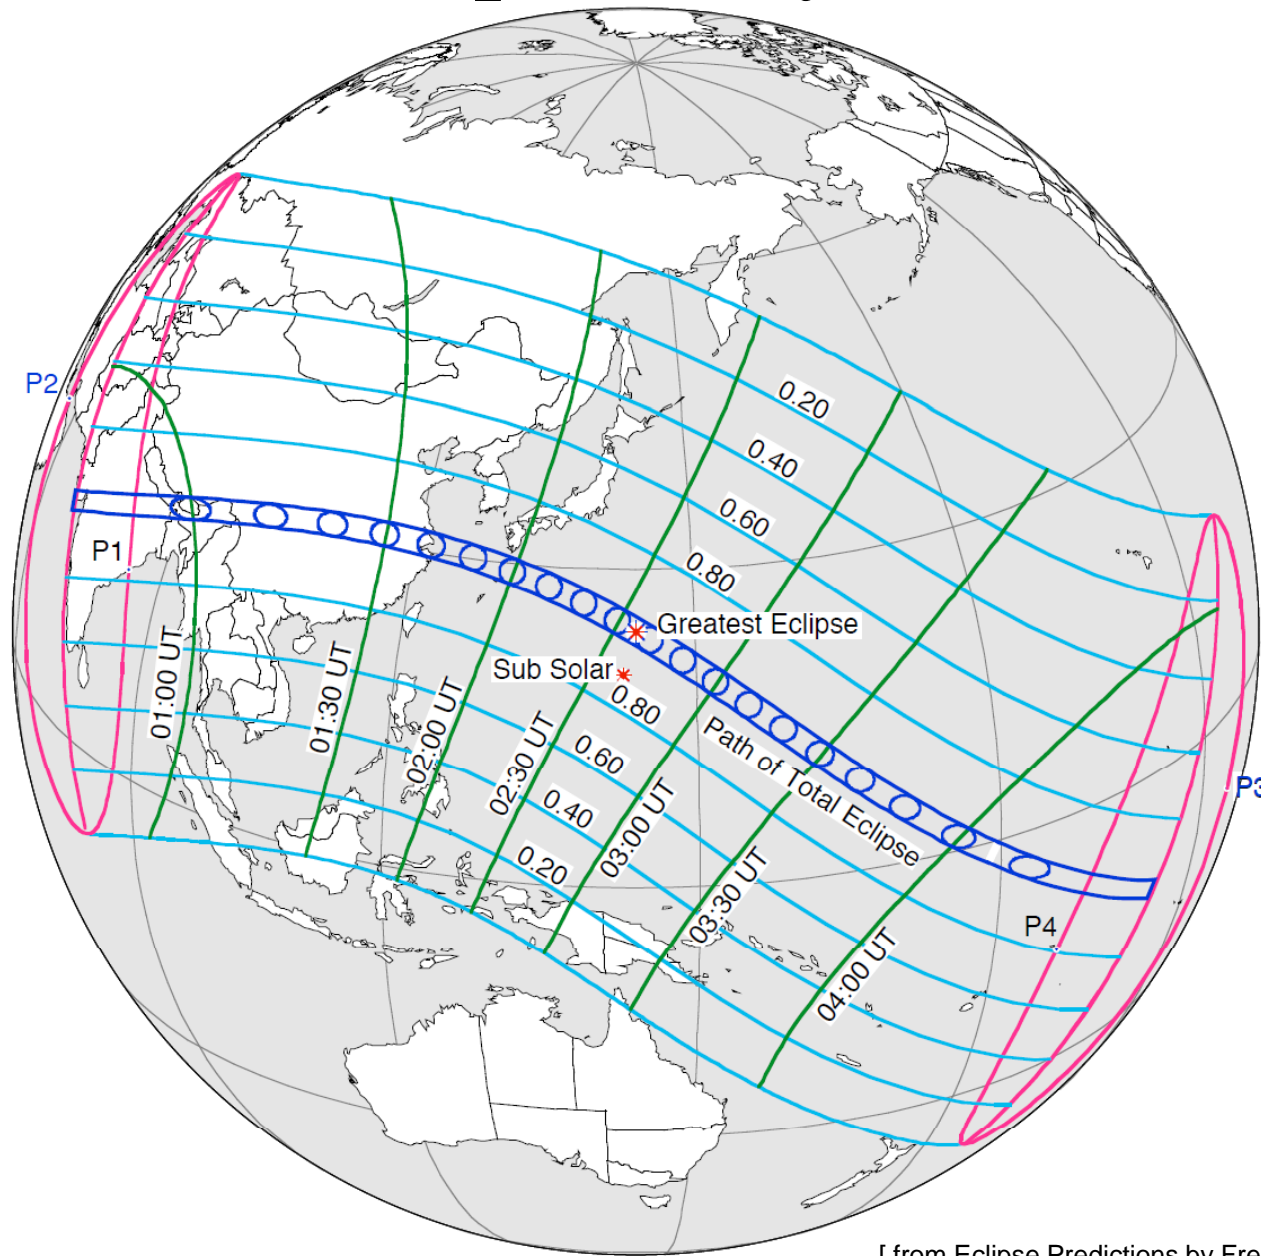 0.20
0.40
P2
0.60
0.80
P1
Greatest Eclipse
Sub Solar
0.80
01:00 UT
01:30 UT
02:00 UT
02:30 UT
03:00 UT
03:30 UT
04:00 UT
Path of Total Eclipse
0.60
0.40
0.20
P3
P4
[ from Eclipse Predictions by Fre